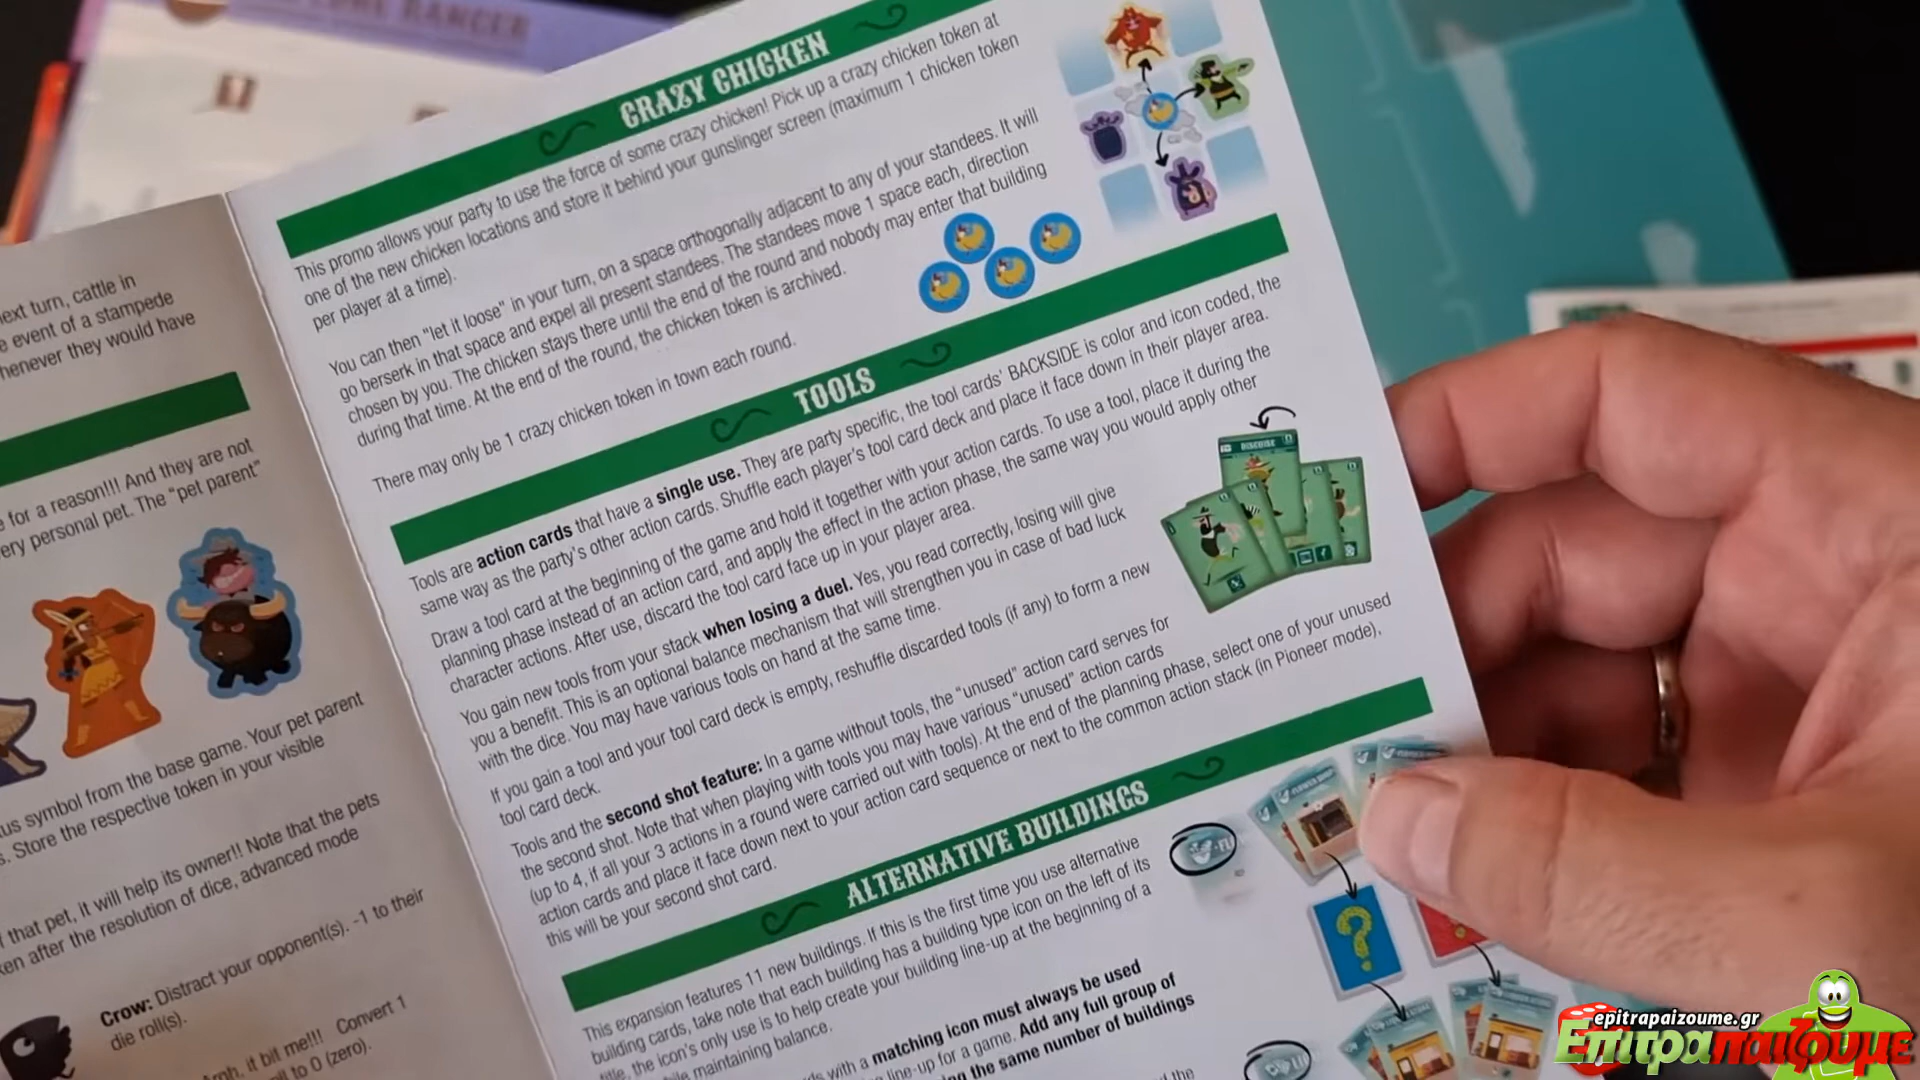 RANGER
next turn, cattle in
e event of a stampede
henever they would have
e for a reason!!! And they are not
ery personal pet. The "pet parent"
us symbol from the base game. Your pet parent
s. Store the respective token in your visible
that pet, it will help its owner!! Note that the pets
ken after the resolution of dice, advanced mode
Crow: Distract your opponent(s). -1 to their
die roll(s).
it bit me!!! Convert 1
to 0 (zero).
CRAZY CHICKEN
This promo allows your party to use the force of some crazy chicken! Pick up a crazy chicken token at
one of the new chicken locations and store it behind your gunslinger screen (maximum 1 chicken token
per player at a time).
You can then "let it loose" in your turn, on a space orthogonally adjacent to any of your standees. It will
go berserk in that space and expel all present standees. The standees move 1 space each, direction
chosen by you. The chicken stays there until the end of the round and nobody may enter that building
during that time. At the end of the round, the chicken token is archived.
There may only be 1 crazy chicken token in town each round.
TOOLS
Tools are action cards that have a single use. They are party specific, the tool cards' BACKSIDE is color and icon coded, the
same way as the party's other action cards. Shuffle each player's tool card deck and place it face down in their player area.
Draw a tool card at the beginning of the game and hold it together with your action cards. To use a tool, place it during the
planning phase instead of an action card, and apply the effect in the action phase, the same way you would apply other
character actions. After use, discard the tool card face up in your player area.
You gain new tools from your stack when losing a duel. Yes, you read correctly, losing will give
you a benefit. This is an optional balance mechanism that will strengthen you in case of bad luck
with the dice. You may have various tools on hand at the same time.
If you gain a tool and your tool card deck is empty, reshuffle discarded tools (if any) to form a new
tool card deck.
Tools and the second shot feature: In a game without tools, the "unused" action card serves for
the second shot. Note that when playing with tools you may have various "unused" action cards
(up to 4, if all your 3 actions in a round were carried out with tools). At the end of the planning phase, select one of your unused
action cards and place it face down next to your action card sequence or next to the common action stack (in Pioneer mode),
this will be your second shot card.
DISGUISE
ALTERNATIVE BUILDINGS
This expansion features 11 new buildings. If this is the first time you use alternative
building cards, take note that each building has a building type icon on the left of its
title, the icon's only use is to help create your building line-up at the beginning of a
maintaining balance.
with a matching icon must always be used
line-up for a game. Add any full group of
the same number of buildings
the
epitrapaizoume.gr
Επιτραπαιζουμε